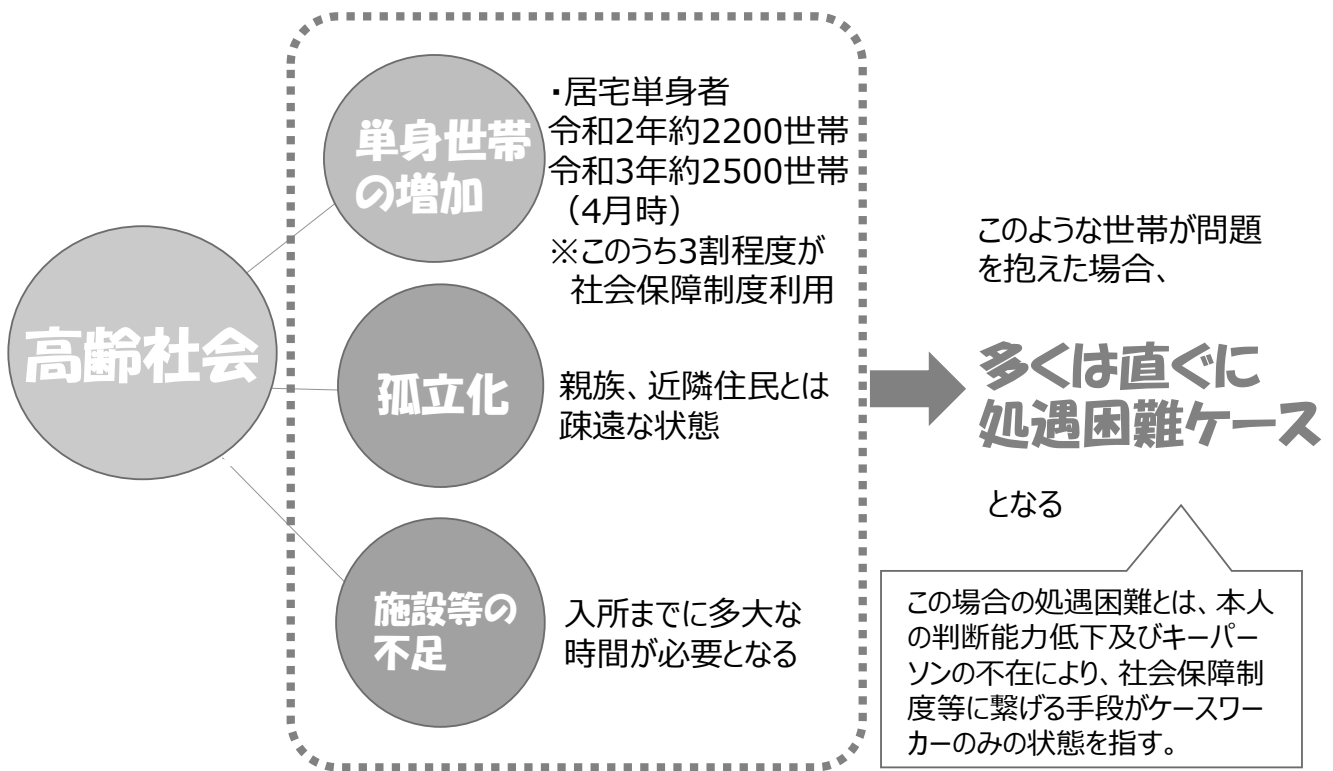 高齢社会
単身世帯
の増加
・居宅単身者
令和2年約2200世帯
令和3年約2500世帯
（4月時）
※このうち3割程度が
社会保障制度利用
孤立化
親族、近隣住民とは
疎遠な状態
施設等の
不足
入所までに多大な
時間が必要となる
このような世帯が問題
を抱えた場合、
多くは直ぐに
処遇困難ケース
となる
この場合の処遇困難とは、本人
の判断能力低下及びキーパー
ソンの不在により、社会保障制
度等に繋げる手段がケースワー
カーのみの状態を指す。